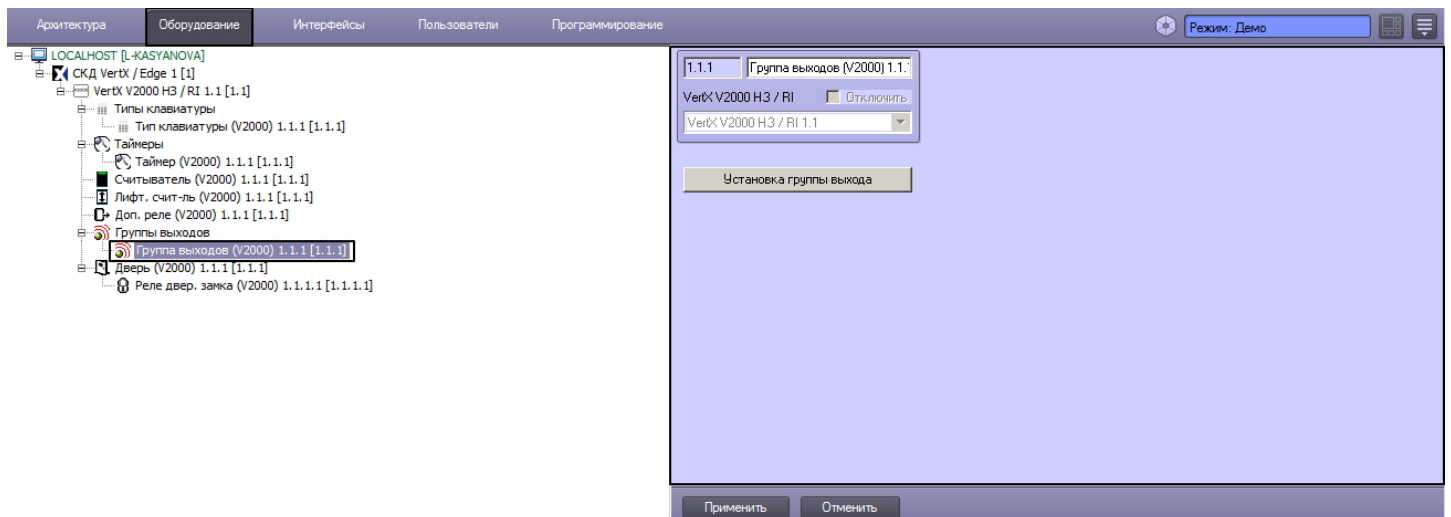 Архитектура Оборудование Интерфейсы Пользователи Программирование Режим: Демо
LOCALHOST [L-KASYANOVA]
СКД VertX / Edge 1 [1]
VertX V2000 H3 / RI 1.1 [1.1]
Типы клавиатуры
Тип клавиатуры (V2000) 1.1.1 [1.1.1]
Таймеры
Таймер (V2000) 1.1.1 [1.1.1]
Считыватель (V2000) 1.1.1 [1.1.1]
Лифт. счит-ль (V2000) 1.1.1 [1.1.1]
Доп. реле (V2000) 1.1.1 [1.1.1]
Группы выходов
Группа выходов (V2000) 1.1.1 [1.1.1]
Дверь (V2000) 1.1.1 [1.1.1]
Реле двер. замка (V2000) 1.1.1.1 [1.1.1.1]
1.1.1 Группа выходов (V2000) 1.1.
VertX V2000 H3 / RI Отключить
VertX V2000 H3 / RI 1.1
Установка группы выхода
Применить Отменить